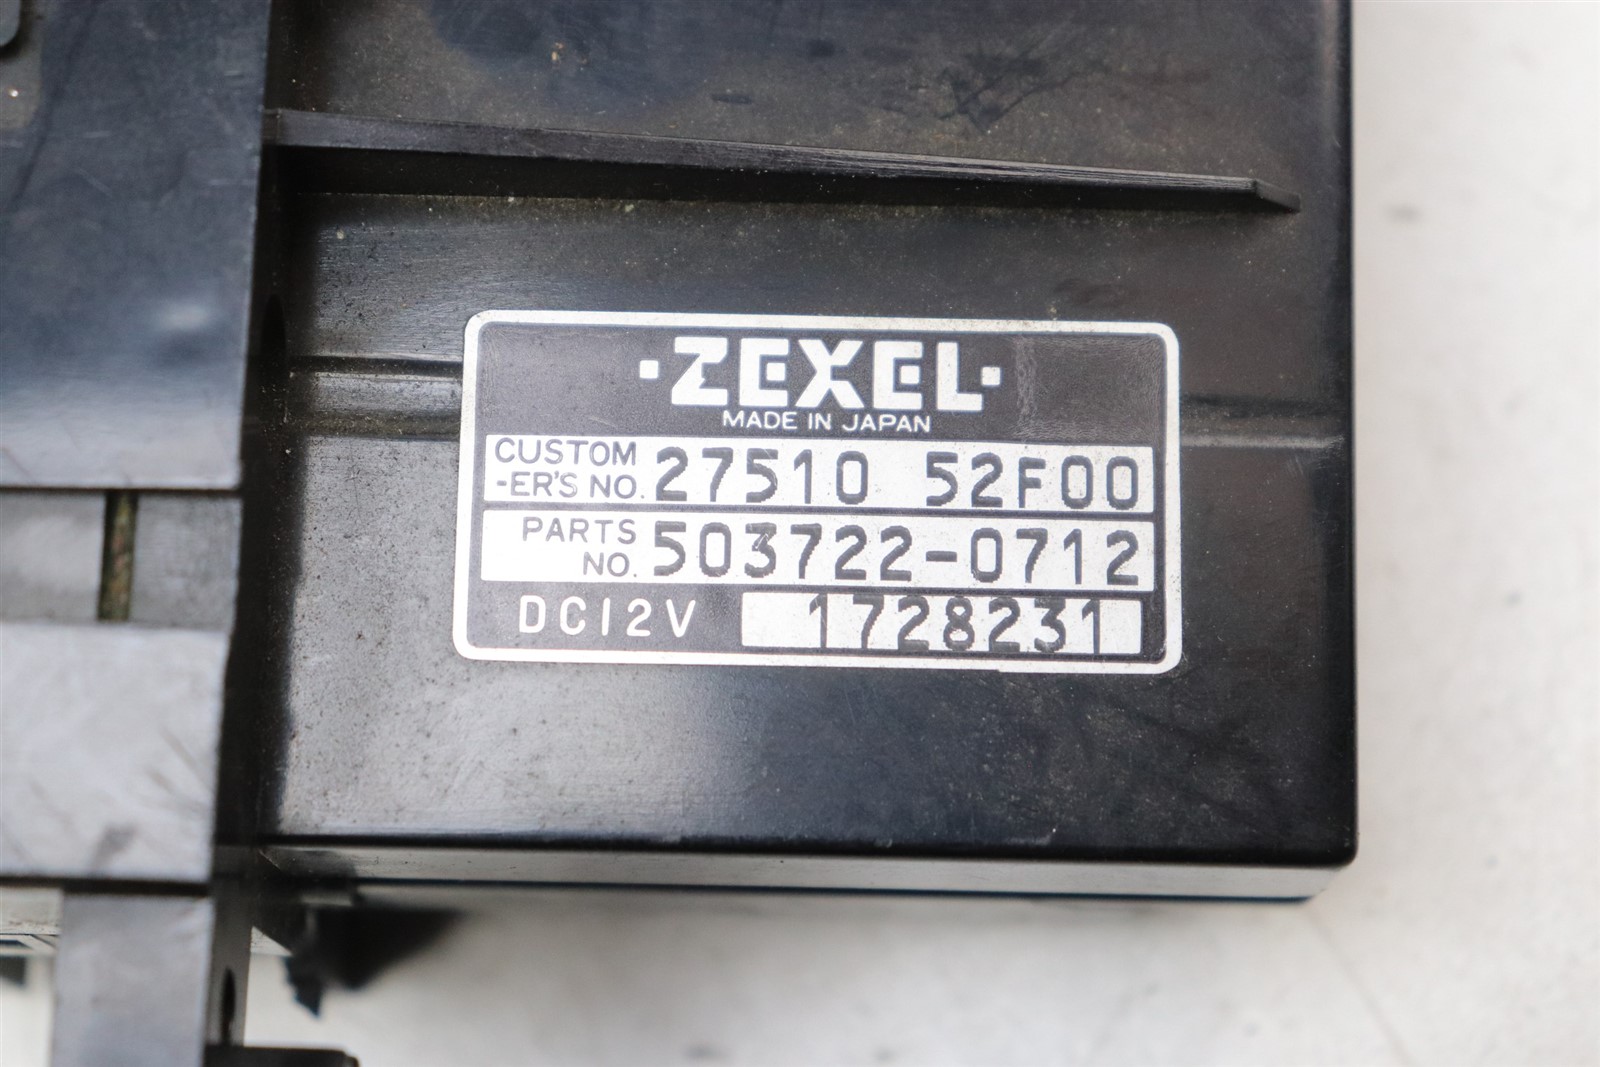 ·ZEXEL·
MADE IN JAPAN
CUSTOM
-ER'S NO. 27510 52F00
PARTS
NO. 503722-0712
DC12V 1728231